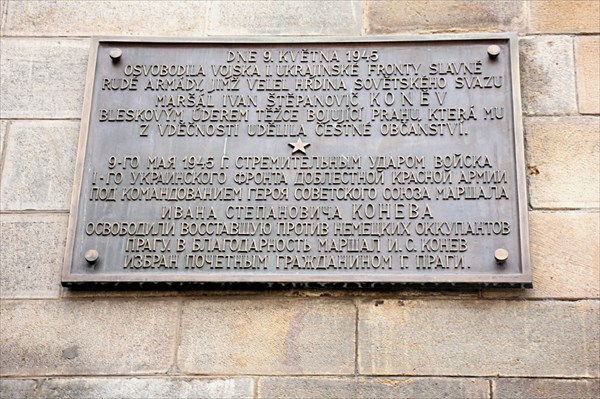 DNE 9. KVĚTNA 1945
OSVOBODILA VOJSKA I. UKRAJINSKÉ FRONTY SLAVNÉ
RUDÉ ARMÁDY, JIMŽ VELEL HRDINA SOVĚTSKÉHO SVAZU
MARŠÁL IVAN ŠTĚPANOVIČ KONĚV
BLESKOVÝM ÚDEREM TĚŽCE BOJUJÍCÍ PRAHU, KTERÁ MU
Z VDĚČNOSTI UDĚLILA ČESTNÉ OBČANSTVÍ.
9-ГО МАЯ 1945 Г. СТРЕМИТЕЛЬНЫМ УДАРОМ ВОЙСКА
I-ГО УКРАИНСКОГО ФРОНТА ДОБЛЕСТНОЙ КРАСНОЙ АРМИИ
ПОД КОМАНДОВАНИЕМ ГЕРОЯ СОВЕТСКОГО СОЮЗА МАРШАЛА
ИВАНА СТЕПАНОВИЧА КОНЕВА
ОСВОБОДИЛИ ВОССТАВШУЮ ПРОТИВ НЕМЕЦКИХ ОККУПАНТОВ
ПРАГУ. В БЛАГОДАРНОСТЬ МАРШАЛ И. С. КОНЕВ
ИЗБРАН ПОЧЕТНЫМ ГРАЖДАНИНОМ Г. ПРАГИ.